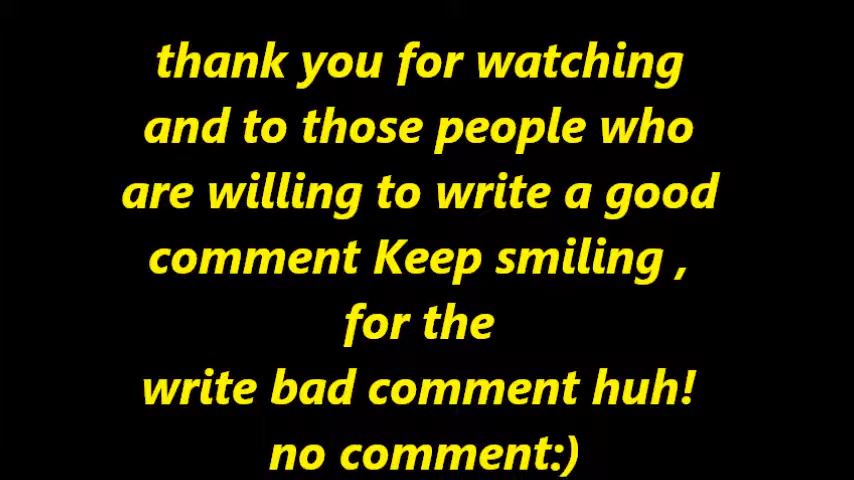 thank you for watching
and to those people who
are willing to write a good
comment Keep smiling ,
for the
write bad comment huh!
no comment:)